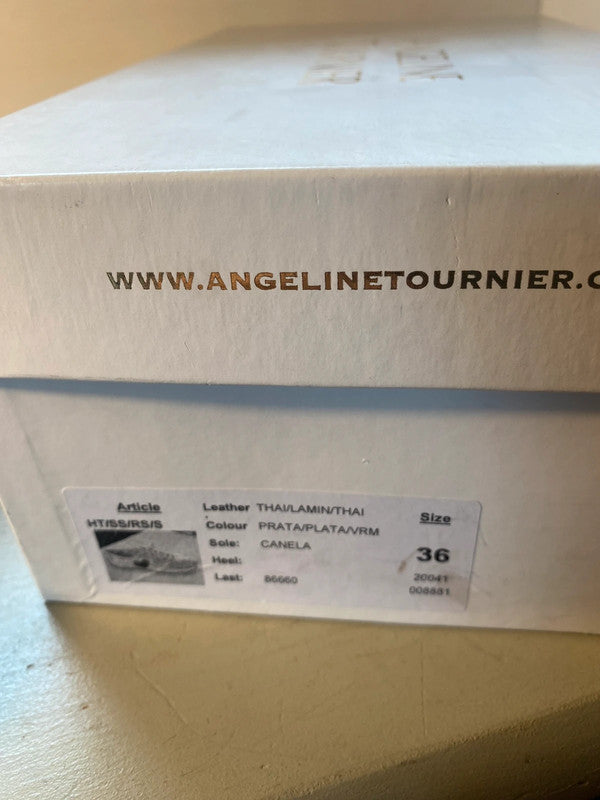 WWW.ANGELINETOURNIER.C
Article
HT/SS/RS/S
Leather THAI/LAMIN/THAI
Colour PRATA/PLATA/VRM
Sole: CANELA
Heel:
Last: 86660
Size
36
20041
008881